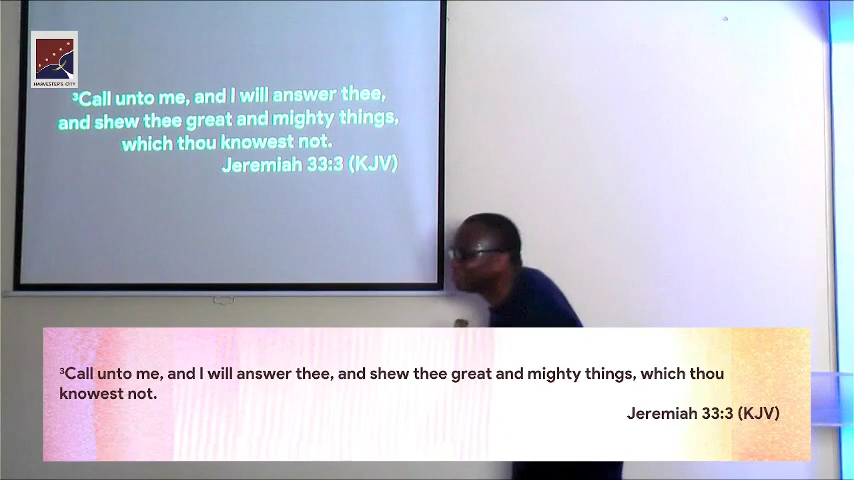 HARVESTER'S CITY
³Call unto me, and I will answer thee,
and shew thee great and mighty things,
which thou knowest not.
Jeremiah 33:3 (KJV)
³Call unto me, and I will answer thee, and shew thee great and mighty things, which thou
knowest not.
Jeremiah 33:3 (KJV)